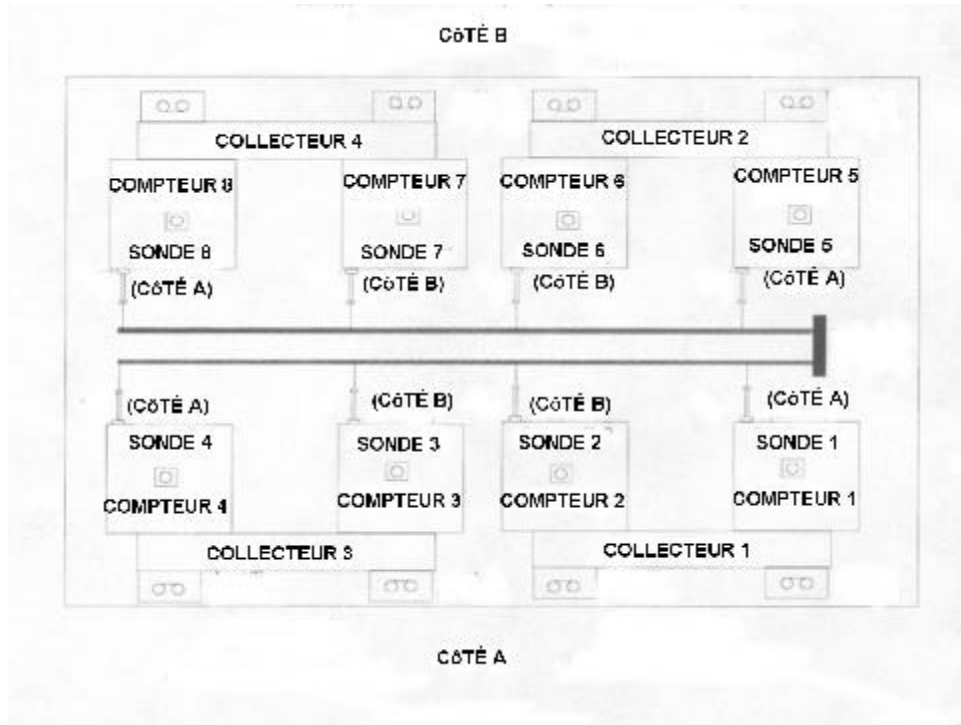 CôTÉ B
COLLECTEUR 4 COLLECTEUR 2
COMPTEUR 8 COMPTEUR 7 COMPTEUR 6 COMPTEUR 5
SONDE 8 SONDE 7 SONDE 6 SONDE 5
(CôTÉ A) (CôTÉ B) (CôTÉ B) (CôTÉ A)
(CôTÉ A) (CôTÉ B) (CôTÉ B) (CôTÉ A)
SONDE 4 SONDE 3 SONDE 2 SONDE 1
COMPTEUR 4 COMPTEUR 3 COMPTEUR 2 COMPTEUR 1
COLLECTEUR 3 COLLECTEUR 1
CôTÉ A